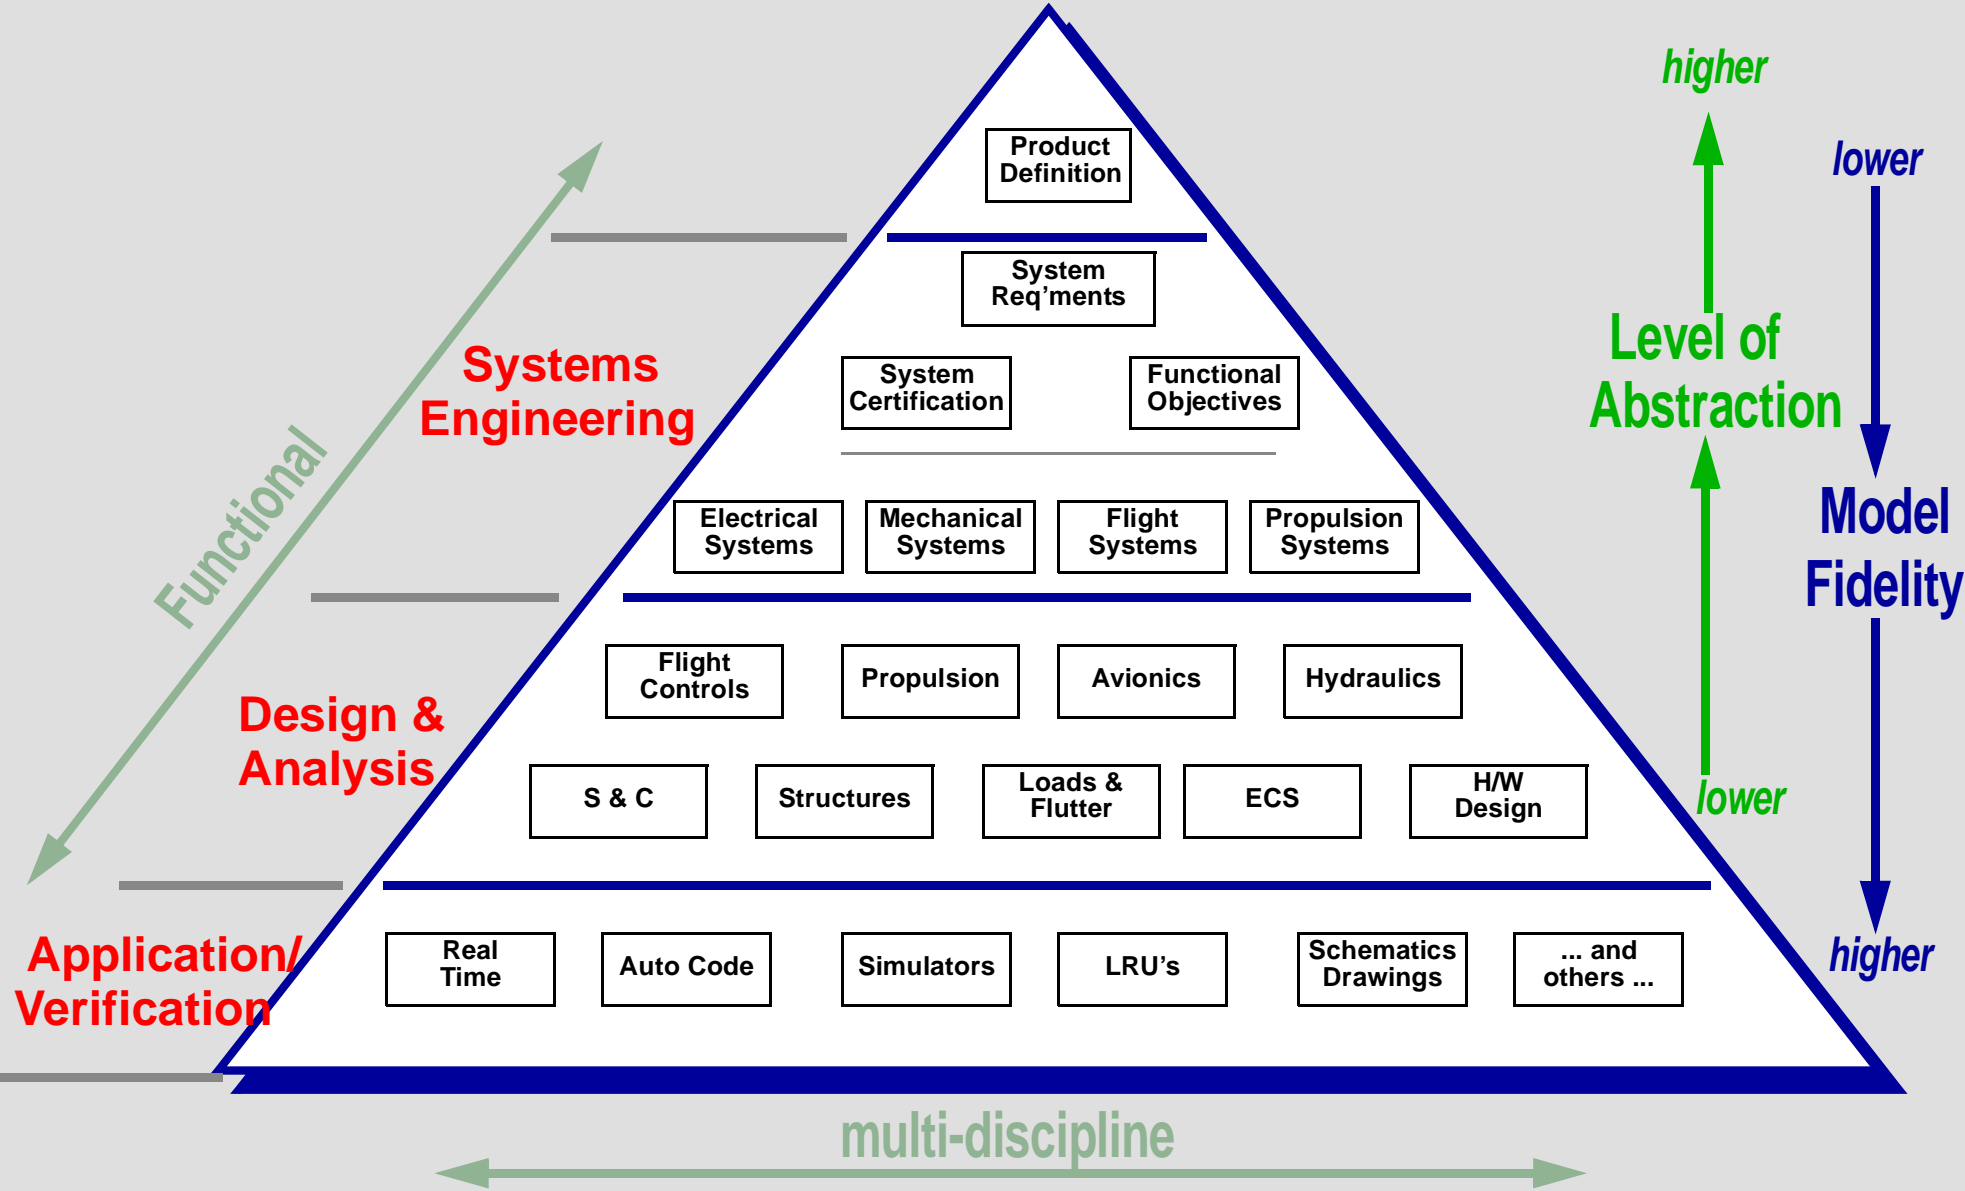 higher
lower
Product
Definition
System
Req’ments
Level of
Abstraction
Systems
Engineering
System
Certification
Functional
Objectives
Functional
Electrical
Systems
Mechanical
Systems
Flight
Systems
Propulsion
Systems
Model
Fidelity
Design &
Analysis
Flight
Controls
Propulsion
Avionics
Hydraulics
S & C
Structures
Loads &
Flutter
ECS
H/W
Design
lower
Application/
Verification
Real
Time
Auto Code
Simulators
LRU’s
Schematics
Drawings
... and
others ...
higher
multi-discipline